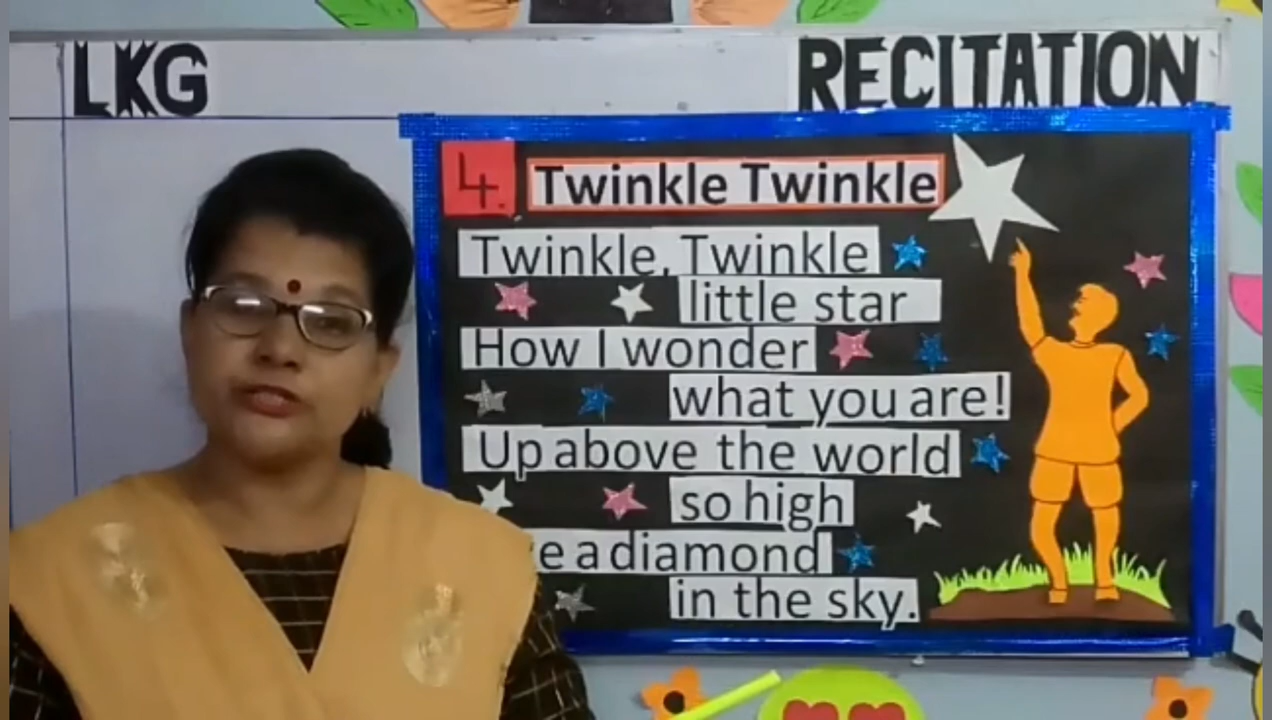 LKG
RECITATION
4.
Twinkle Twinkle
Twinkle, Twinkle
little star
How I wonder
what you are!
Up above the world
so high
a diamond
in the sky.